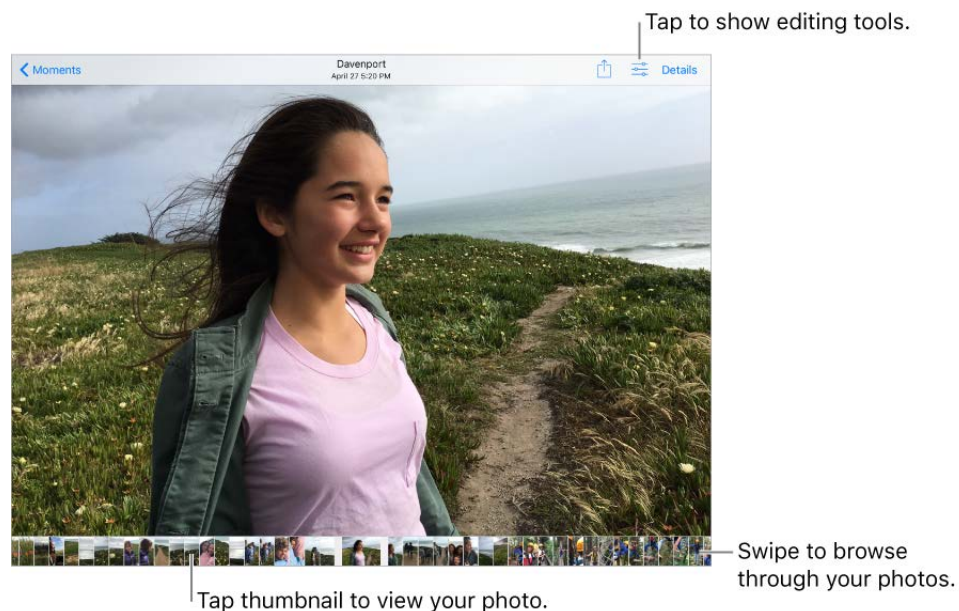 Tap to show editing tools.
Moments
Davenport
April 27 5:20 PM
Details
Swipe to browse
through your photos.
Tap thumbnail to view your photo.